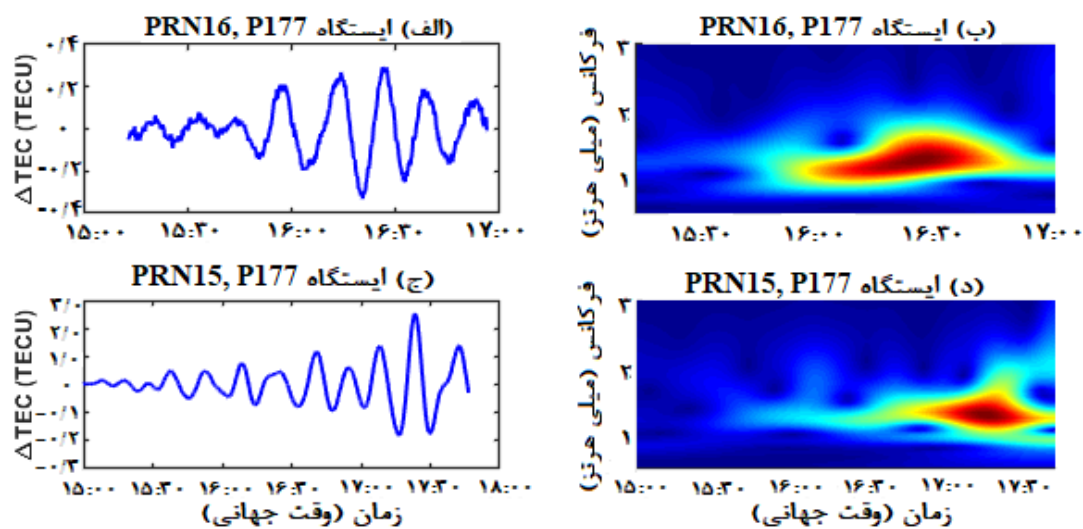 (الف) ایستگاه PRN16, P177
△TEC (TECU)
۰/۴
۰/۲
۰
-۰/۲
-۰/۴
۱۵:۰۰ ۱۵:۳۰ ۱۶:۰۰ ۱۶:۳۰ ۱۷:۰۰
(ب) ایستگاه PRN16, P177
فرکانس (میلی هرتز)
۳
۲
۱
۱۵:۳۰ ۱۶:۰۰ ۱۶:۳۰ ۱۷:۰۰
(ج) ایستگاه PRN15, P177
△TEC (TECU)
۳/۰
۲/۰
۱/۰
۰
-۰/۱
-۰/۲
-۰/۳
۱۵:۰۰ ۱۵:۳۰ ۱۶:۰۰ ۱۶:۳۰ ۱۷:۰۰ ۱۷:۳۰ ۱۸:۰۰
زمان (وقت جهانی)
(د) ایستگاه PRN15, P177
فرکانس (میلی هرتز)
۳
۲
۱
۱۵:۰۰ ۱۵:۳۰ ۱۶:۰۰ ۱۶:۳۰ ۱۷:۰۰ ۱۷:۳۰
زمان (وقت جهانی)